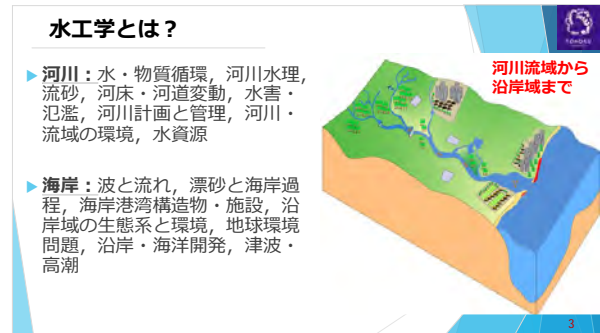 水工学とは？
河川：水・物質循環，河川水理，
流砂，河床・河道変動，水害・
氾濫，河川計画と管理，河川・
流域の環境，水資源
海岸：波と流れ，漂砂と海岸過
程，海岸港湾構造物・施設，沿
岸域の生態系と環境，地球環境
問題，沿岸・海洋開発，津波・
高潮
河川流域から
沿岸域まで
TOHOKU
3